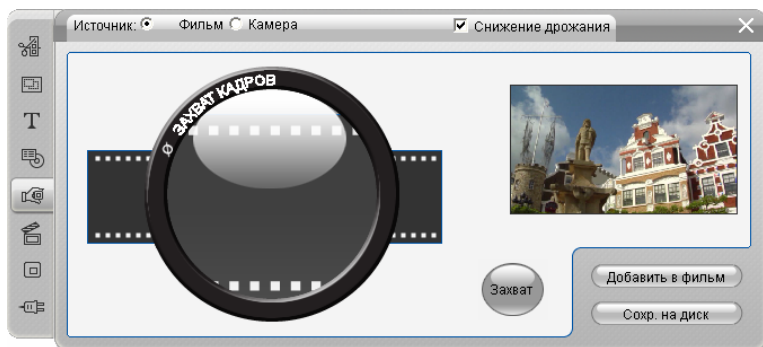 Источник: Фильм Камера Снижение дрожания
T
Ø ЗАХВАТ КАДРОВ
Захват
Добавить в фильм
Сохр. на диск